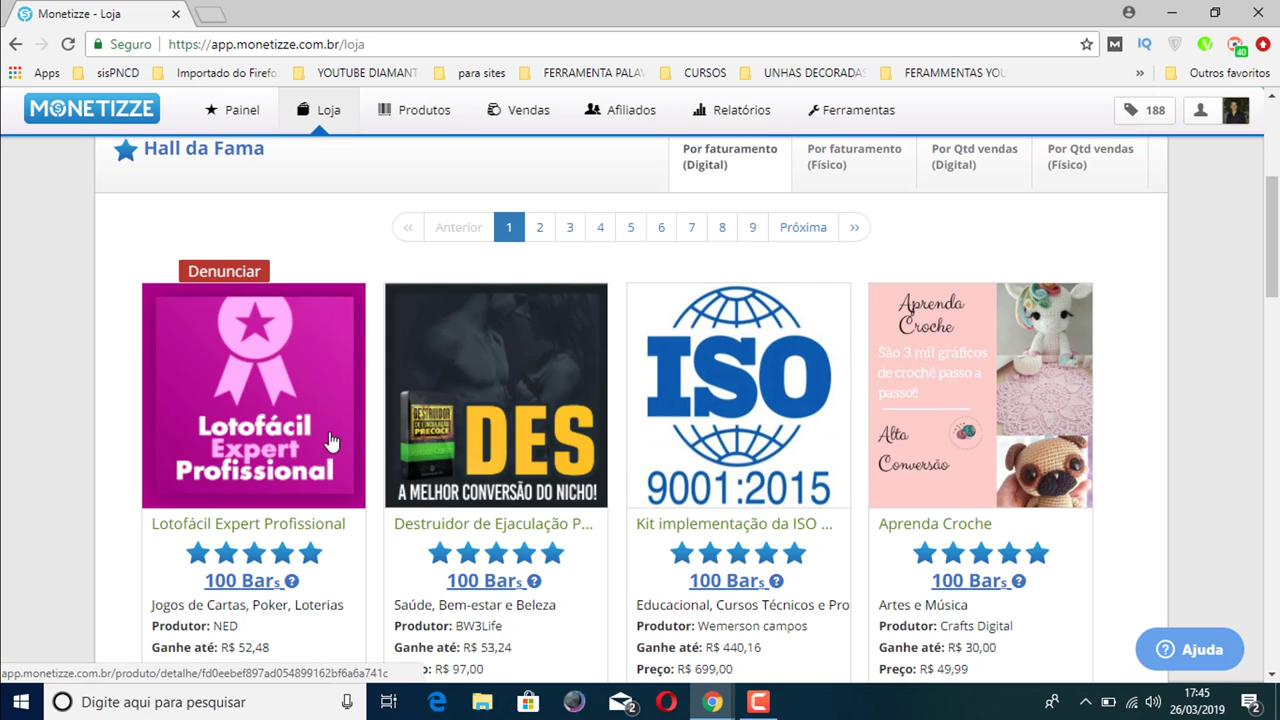 Monetizze - Loja
Seguro
https://app.monetizze.com.br/loja
M
IQ
40
Apps
sisPNCD
Importado do Firefo
YOUTUBE DIAMANT
para sites
FERRAMENTA PALAV
CURSOS
UNHAS DECORADAS
FERAMMENTAS YOU
»
Outros favoritos
MONETIZZE
Painel
Loja
Produtos
Vendas
Afiliados
Relatórios
Ferramentas
188
Hall da Fama
Por faturamento
(Digital)
Por faturamento
(Físico)
Por Qtd vendas
(Digital)
Por Qtd vendas
(Físico)
«
Anterior
1
2
3
4
5
6
7
8
9
Próxima
»
Denunciar
Lotofácil
Expert
Profissional
DESTRUIDOR
DE EJACULAÇÃO
PRECOCE
DES
A MELHOR CONVERSÃO DO NICHO!
ISO
9001:2015
Aprenda
Croche
São 3 mil gráficos
de crochê passo a
passo!!
Alta
Conversão
Lotofácil Expert Profissional
100 Bars ?
Jogos de Cartas, Poker, Loterias
Produtor: NED
Ganhe até: R$ 52,48
Destruidor de Ejaculação P...
100 Bars ?
Saúde, Bem-estar e Beleza
Produtor: BW3Life
Ganhe até: R$ 53,24
o: R$ 97,00
Kit implementação da ISO ...
100 Bars ?
Educacional, Cursos Técnicos e Pro
Produtor: Wemerson campos
Ganhe até: R$ 440,16
Preço: R$ 699,00
Aprenda Croche
100 Bars ?
Artes e Música
Produtor: Crafts Digital
Ganhe até: R$ 30,00
Preço: R$ 49,99
? Ajuda
app.monetizze.com.br/produto/detalhe/fd0eebef897ad054899162bf6a6a741c
Digite aqui para pesquisar
2
17:45
26/03/2019
2